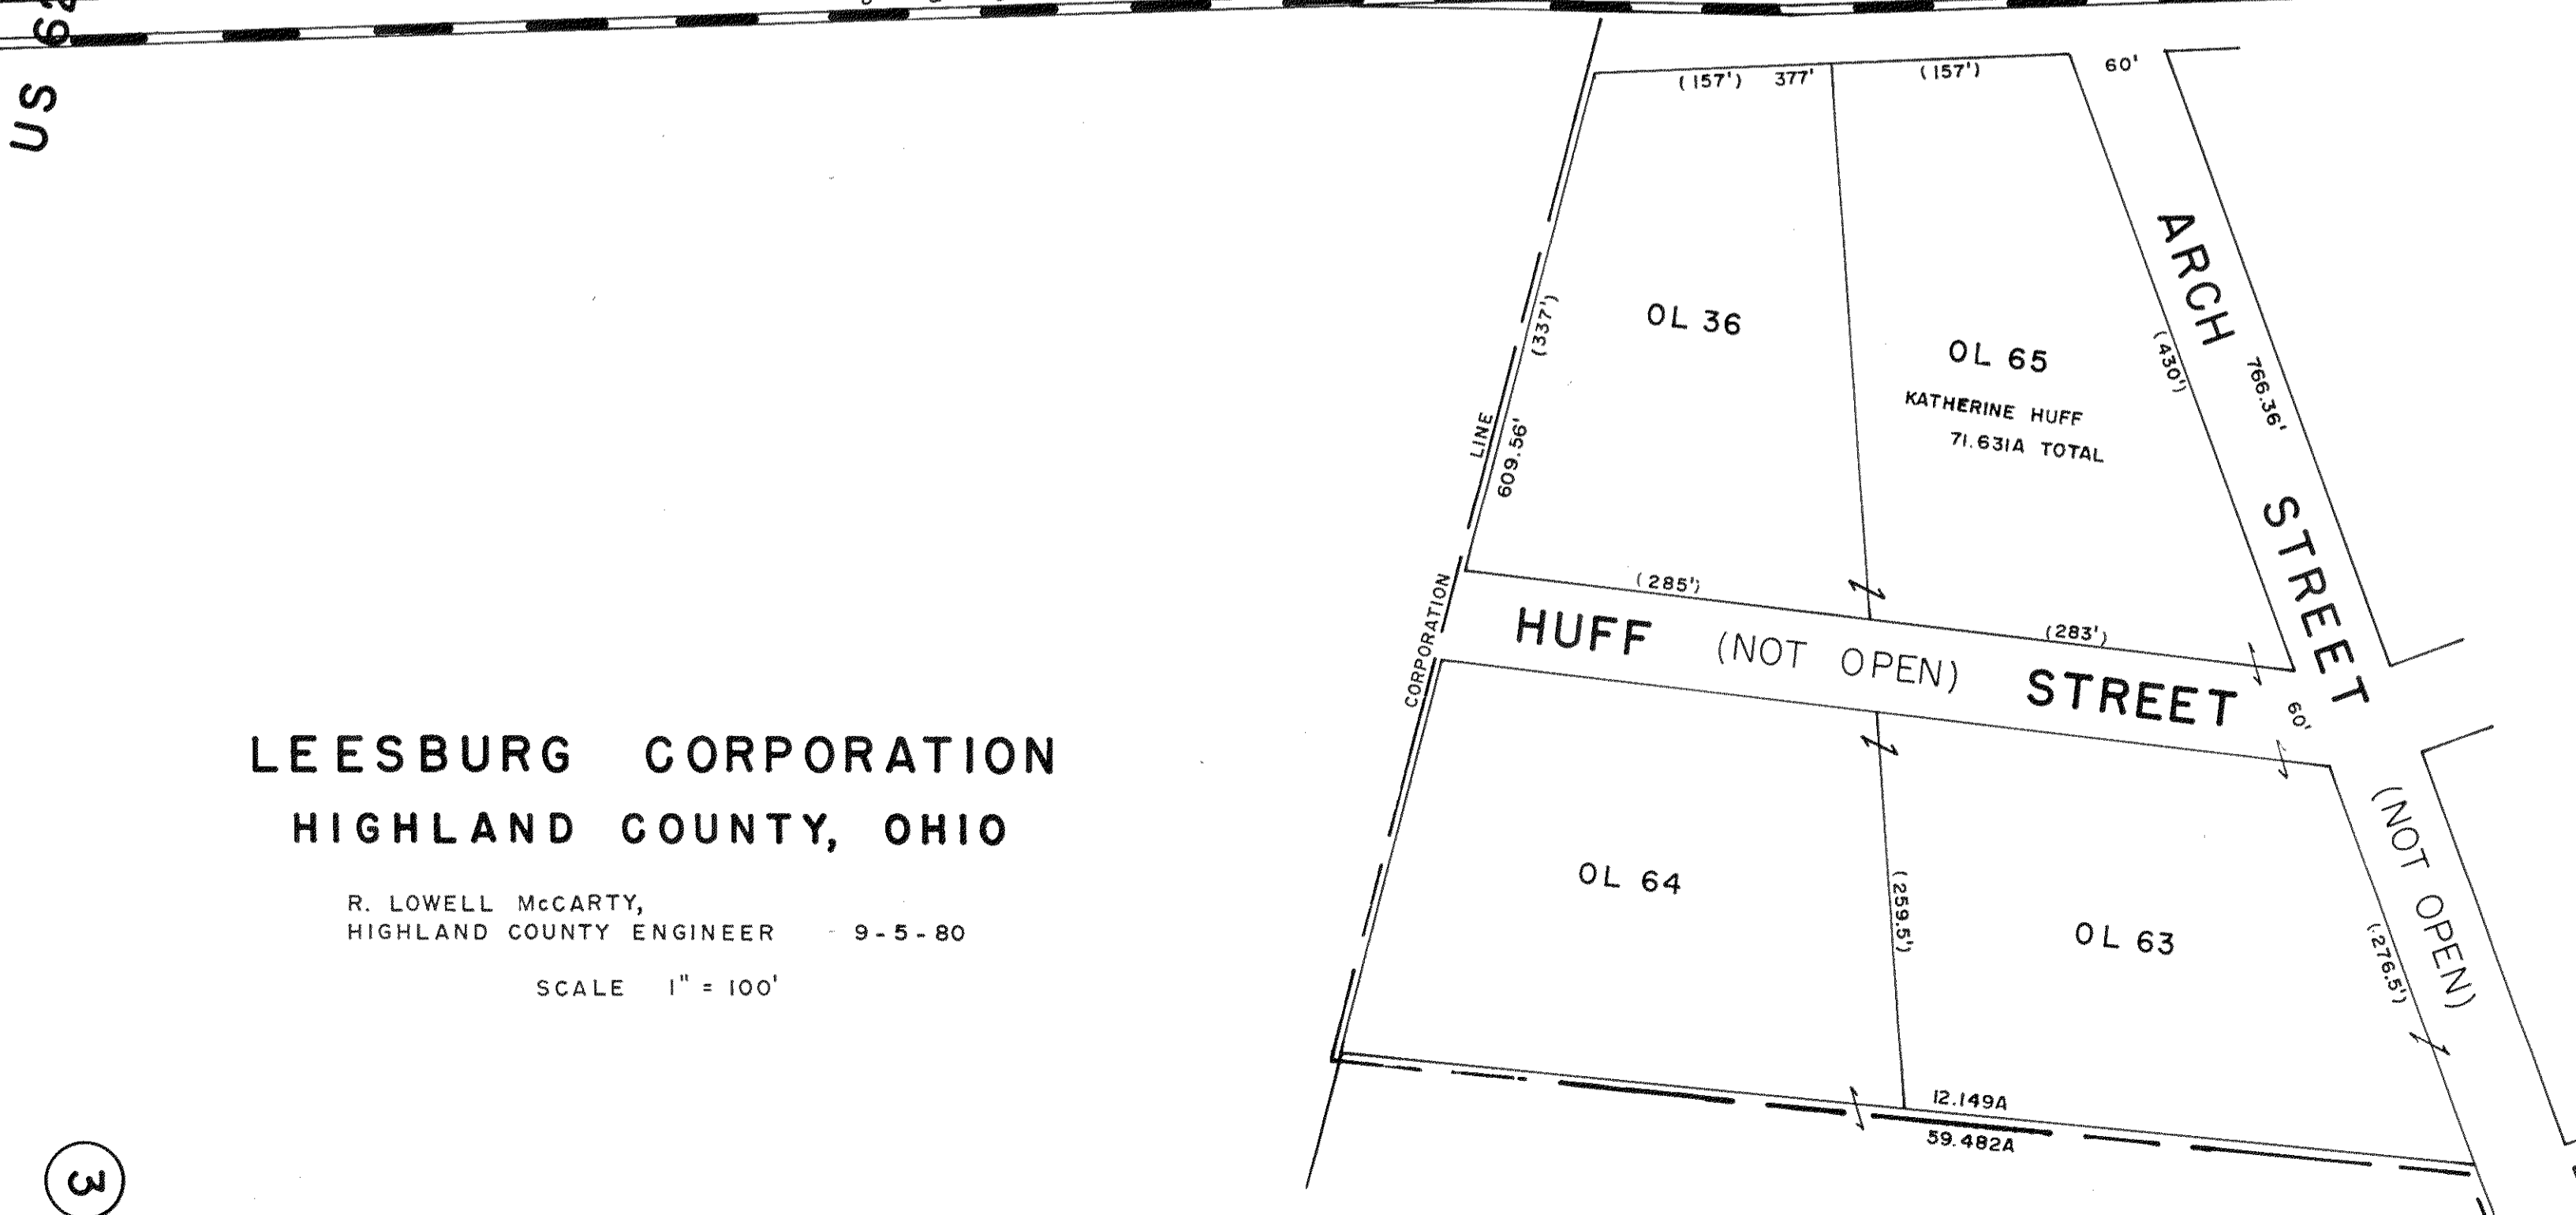 US 62
(157') 377' (157') 60'
ARCH STREET
(NOT OPEN)
766.36'
(430')
(337')
609.56'
CORPORATION LINE
OL 36
OL 65
KATHERINE HUFF
71.631A TOTAL
(285')
(283')
HUFF (NOT OPEN) STREET
60'
OL 64
(259.5')
OL 63
(276.5')
12.149A
59.482A
LEESBURG CORPORATION
HIGHLAND COUNTY, OHIO
R. LOWELL McCARTY,
HIGHLAND COUNTY ENGINEER - 9-5-80
SCALE 1" = 100'
3